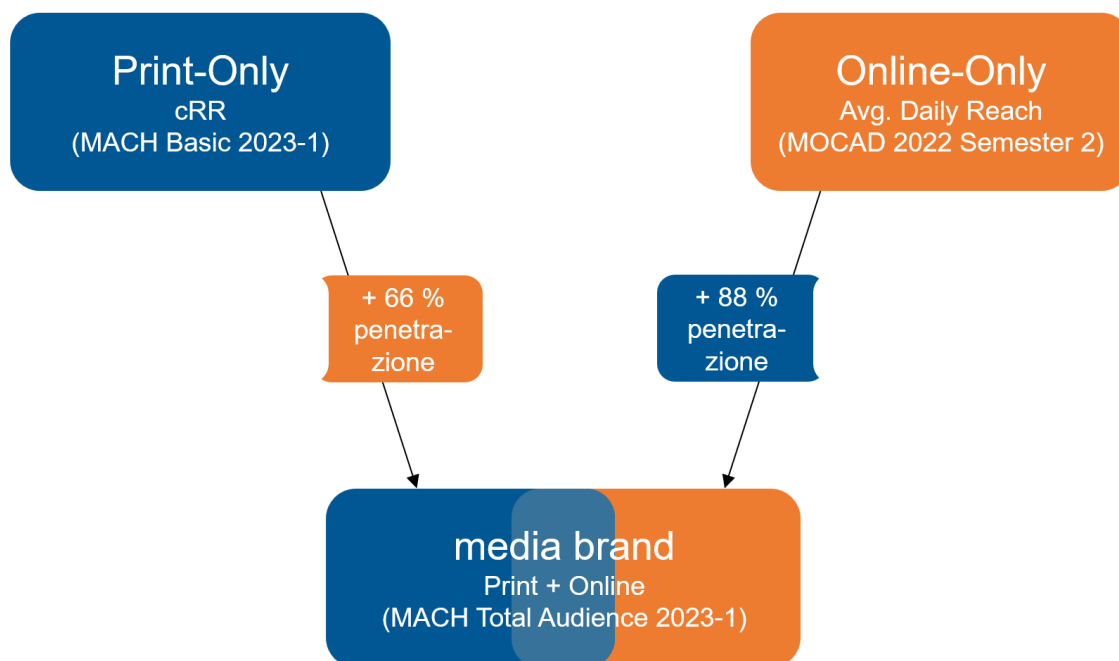 Print-Only
cRR
(MACH Basic 2023-1)
Online-Only
Avg. Daily Reach
(MOCAD 2022 Semester 2)
+ 66 %
penetra-
zione
+ 88 %
penetra-
zione
media brand
Print + Online
(MACH Total Audience 2023-1)